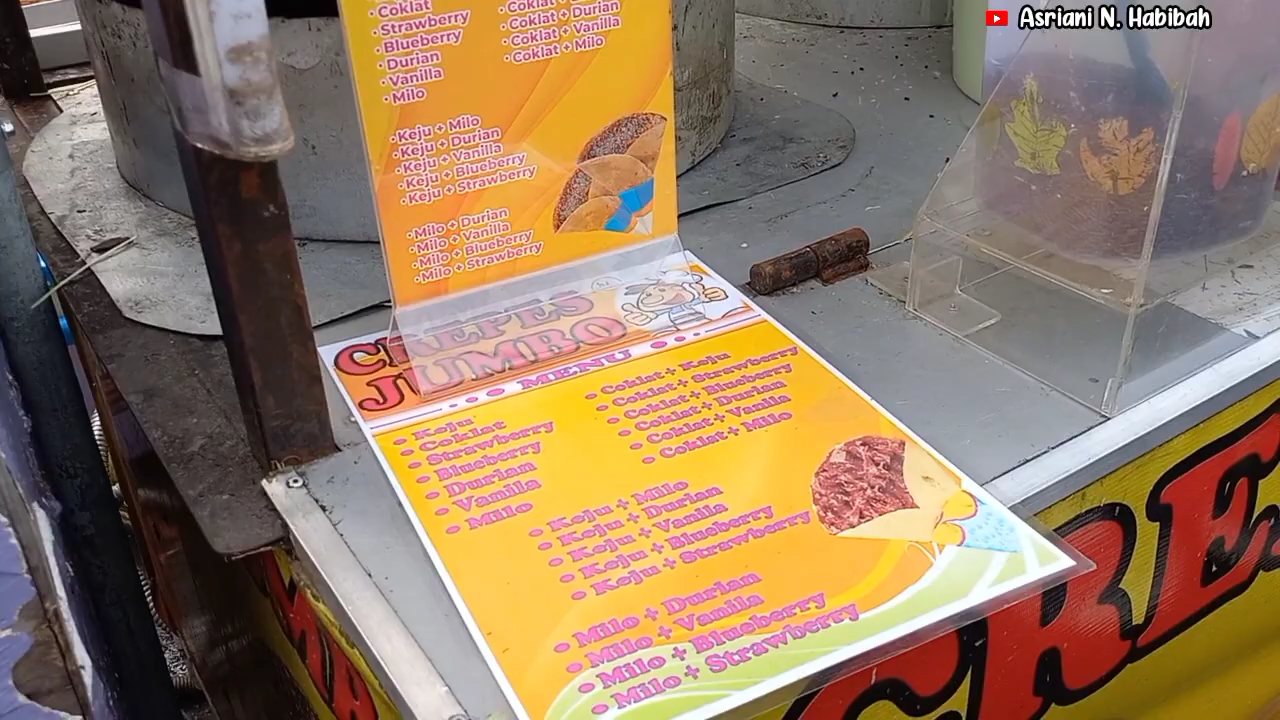 Asriani N. Habibah
• Coklat
• Strawberry
• Blueberry
• Durian
• Vanilla
• Milo
• Coklat + Durian
• Coklat + Vanilla
• Coklat + Milo
• Keju + Milo
• Keju + Durian
• Keju + Vanilla
• Keju + Blueberry
• Keju + Strawberry
• Milo + Durian
• Milo + Vanilla
• Milo + Blueberry
• Milo + Strawberry
CREPES
JUMBO
MENU
• Keju
• Coklat
• Strawberry
• Blueberry
• Durian
• Vanilla
• Milo
• Coklat + Keju
• Coklat + Strawberry
• Coklat + Blueberry
• Coklat + Durian
• Coklat + Vanilla
• Coklat + Milo
• Keju + Milo
• Keju + Durian
• Keju + Vanilla
• Keju + Blueberry
• Keju + Strawberry
• Milo + Durian
• Milo + Vanilla
• Milo + Blueberry
• Milo + Strawberry
CRE